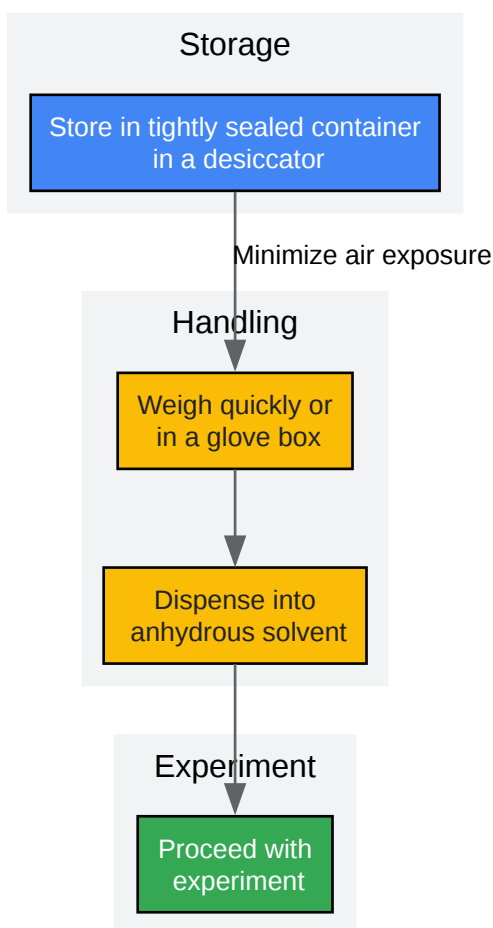 Storage
Store in tightly sealed container
in a desiccator
Minimize air exposure
Handling
Weigh quickly or
in a glove box
Dispense into
anhydrous solvent
Experiment
Proceed with
experiment